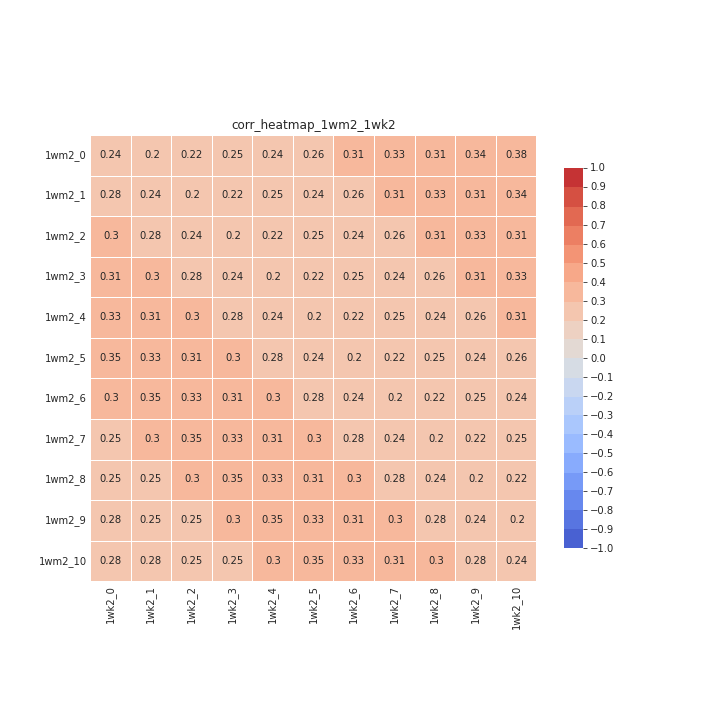 corr_heatmap_1wm2_1wk2
1wm2_0 0.24 0.2 0.22 0.25 0.24 0.26 0.31 0.33 0.31 0.34 0.38
1wm2_1 0.28 0.24 0.2 0.22 0.25 0.24 0.26 0.31 0.33 0.31 0.34
1wm2_2 0.3 0.28 0.24 0.2 0.22 0.25 0.24 0.26 0.31 0.33 0.31
1wm2_3 0.31 0.3 0.28 0.24 0.2 0.22 0.25 0.24 0.26 0.31 0.33
1wm2_4 0.33 0.31 0.3 0.28 0.24 0.2 0.22 0.25 0.24 0.26 0.31
1wm2_5 0.35 0.33 0.31 0.3 0.28 0.24 0.2 0.22 0.25 0.24 0.26
1wm2_6 0.3 0.35 0.33 0.31 0.3 0.28 0.24 0.2 0.22 0.25 0.24
1wm2_7 0.25 0.3 0.35 0.33 0.31 0.3 0.28 0.24 0.2 0.22 0.25
1wm2_8 0.25 0.25 0.3 0.35 0.33 0.31 0.3 0.28 0.24 0.2 0.22
1wm2_9 0.28 0.25 0.25 0.3 0.35 0.33 0.31 0.3 0.28 0.24 0.2
1wm2_10 0.28 0.28 0.25 0.25 0.3 0.35 0.33 0.31 0.3 0.28 0.24
1wk2_0 1wk2_1 1wk2_2 1wk2_3 1wk2_4 1wk2_5 1wk2_6 1wk2_7 1wk2_8 1wk2_9 1wk2_10
1.0
0.9
0.8
0.7
0.6
0.5
0.4
0.3
0.2
0.1
0.0
−0.1
−0.2
−0.3
−0.4
−0.5
−0.6
−0.7
−0.8
−0.9
−1.0